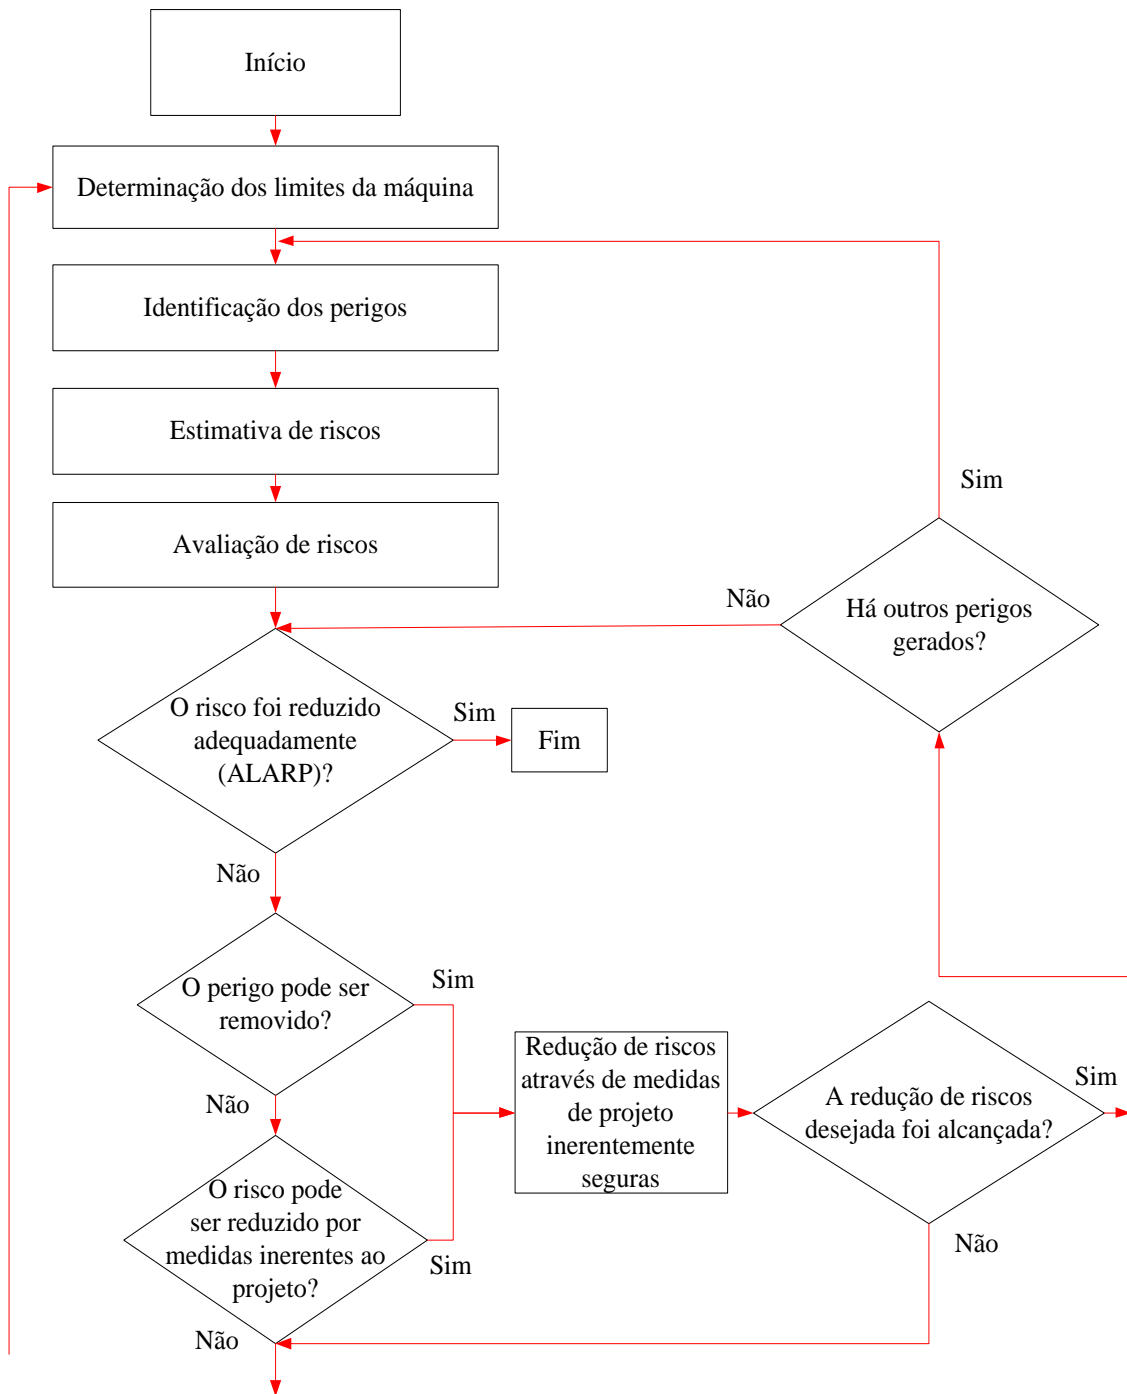 Início
Determinação dos limites da máquina
Identificação dos perigos
Estimativa de riscos
Avaliação de riscos
Sim
Não
Há outros perigos
gerados?
O risco foi reduzido
adequadamente
(ALARP)?
Sim
Fim
Não
O perigo pode ser
removido?
Sim
Não
Redução de riscos
através de medidas
de projeto
inerentemente
seguras
A redução de riscos
desejada foi alcançada?
Sim
Não
O risco pode
ser reduzido por
medidas inerentes ao
projeto?
Sim
Não